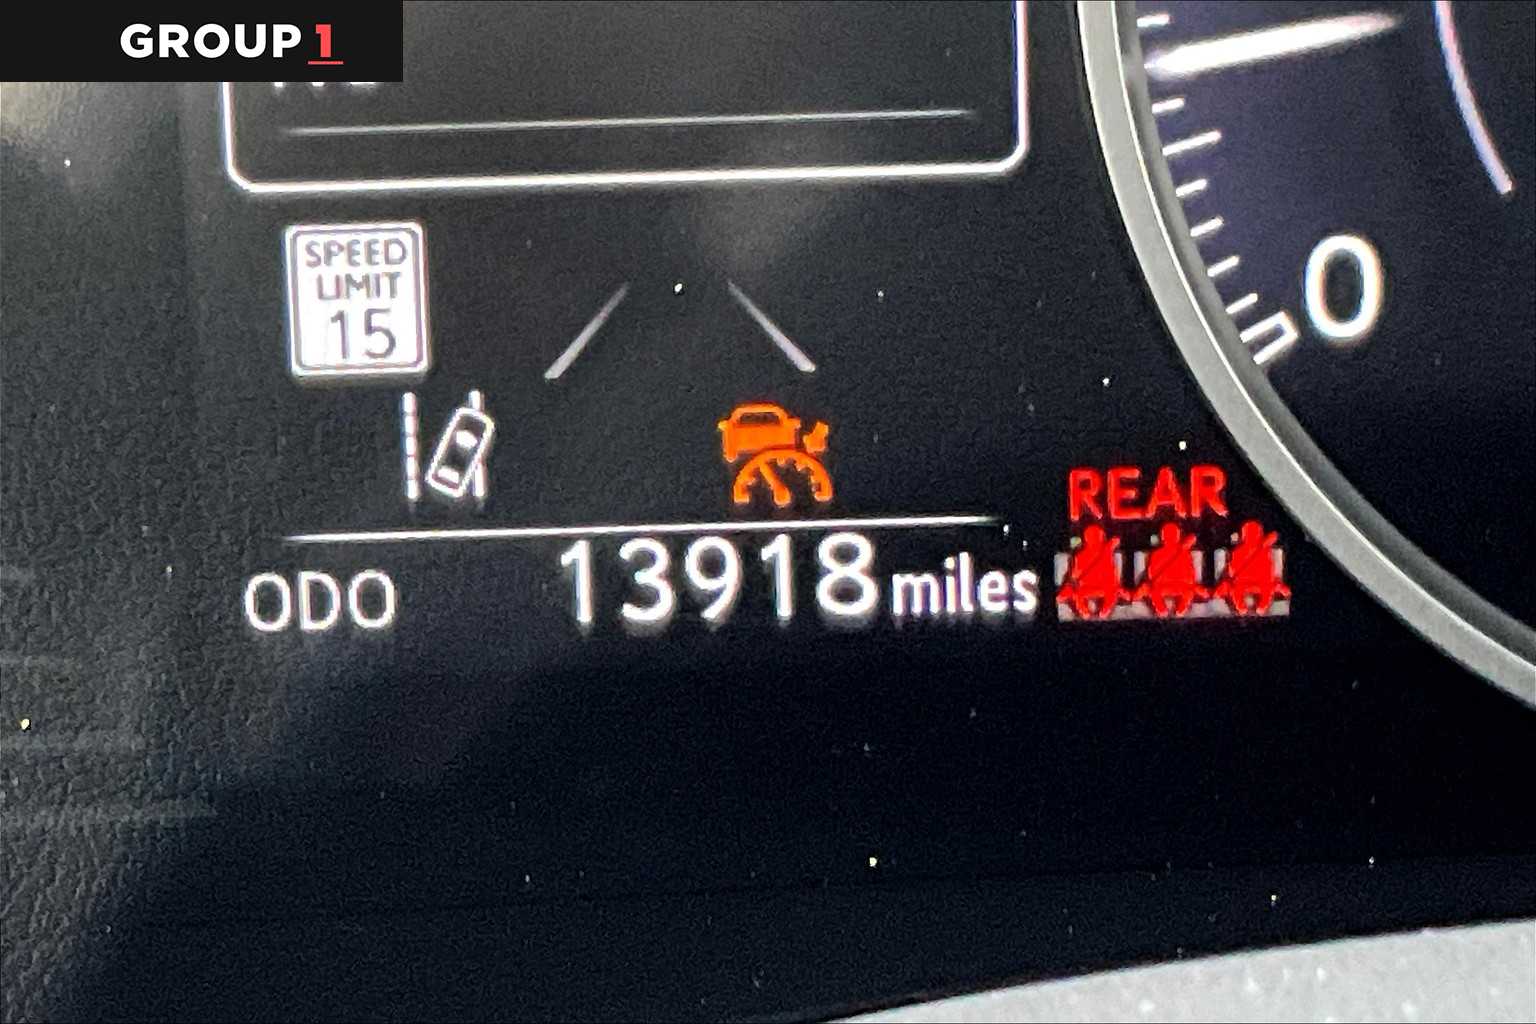 GROUP 1
SPEED
LIMIT
15
0
REAR
ODO 13918 miles